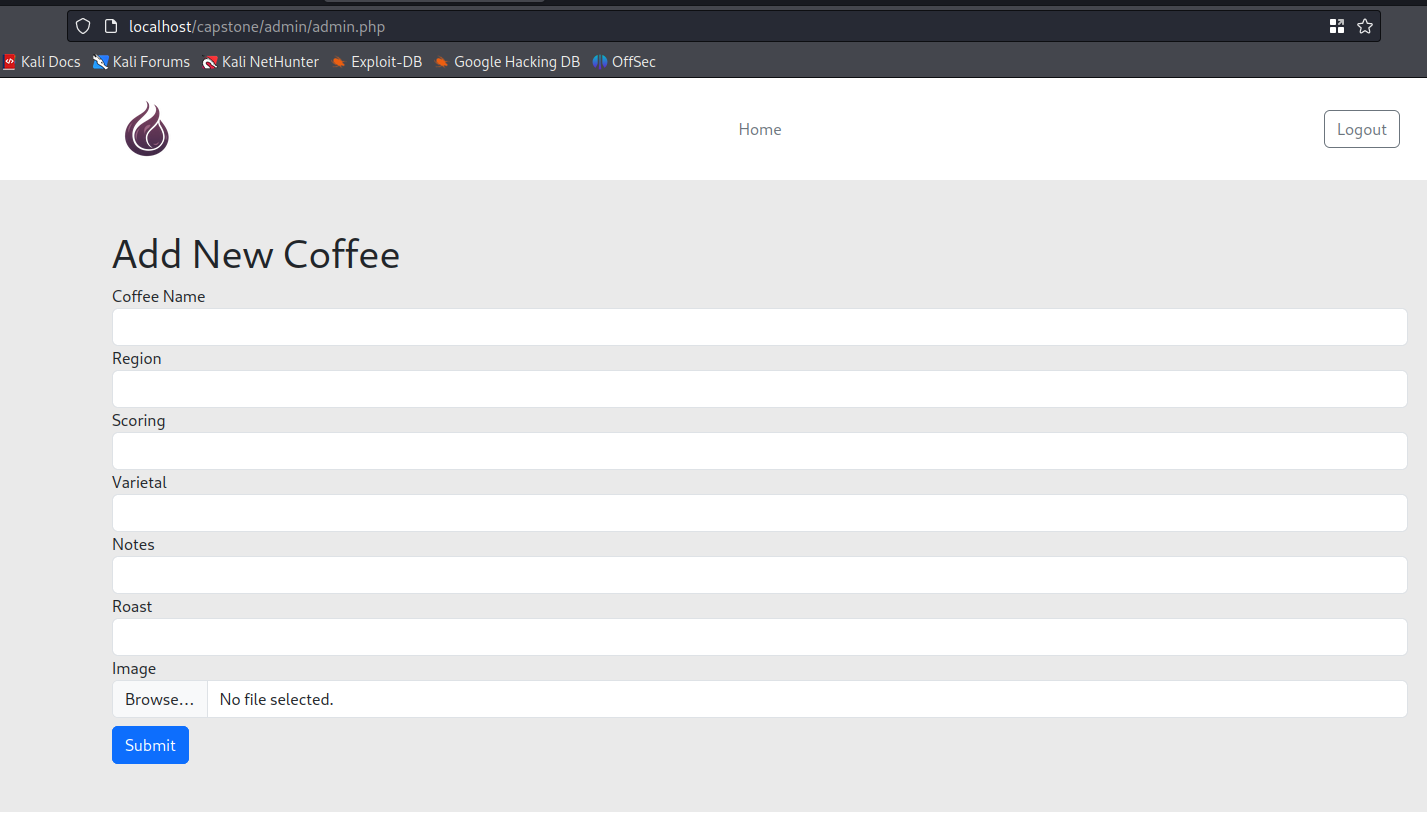 localhost/capstone/admin/admin.php
Kali Docs Kali Forums Kali NetHunter Exploit-DB Google Hacking DB OffSec
Home Logout
Add New Coffee
Coffee Name
Region
Scoring
Varietal
Notes
Roast
Image
Browse... No file selected.
Submit